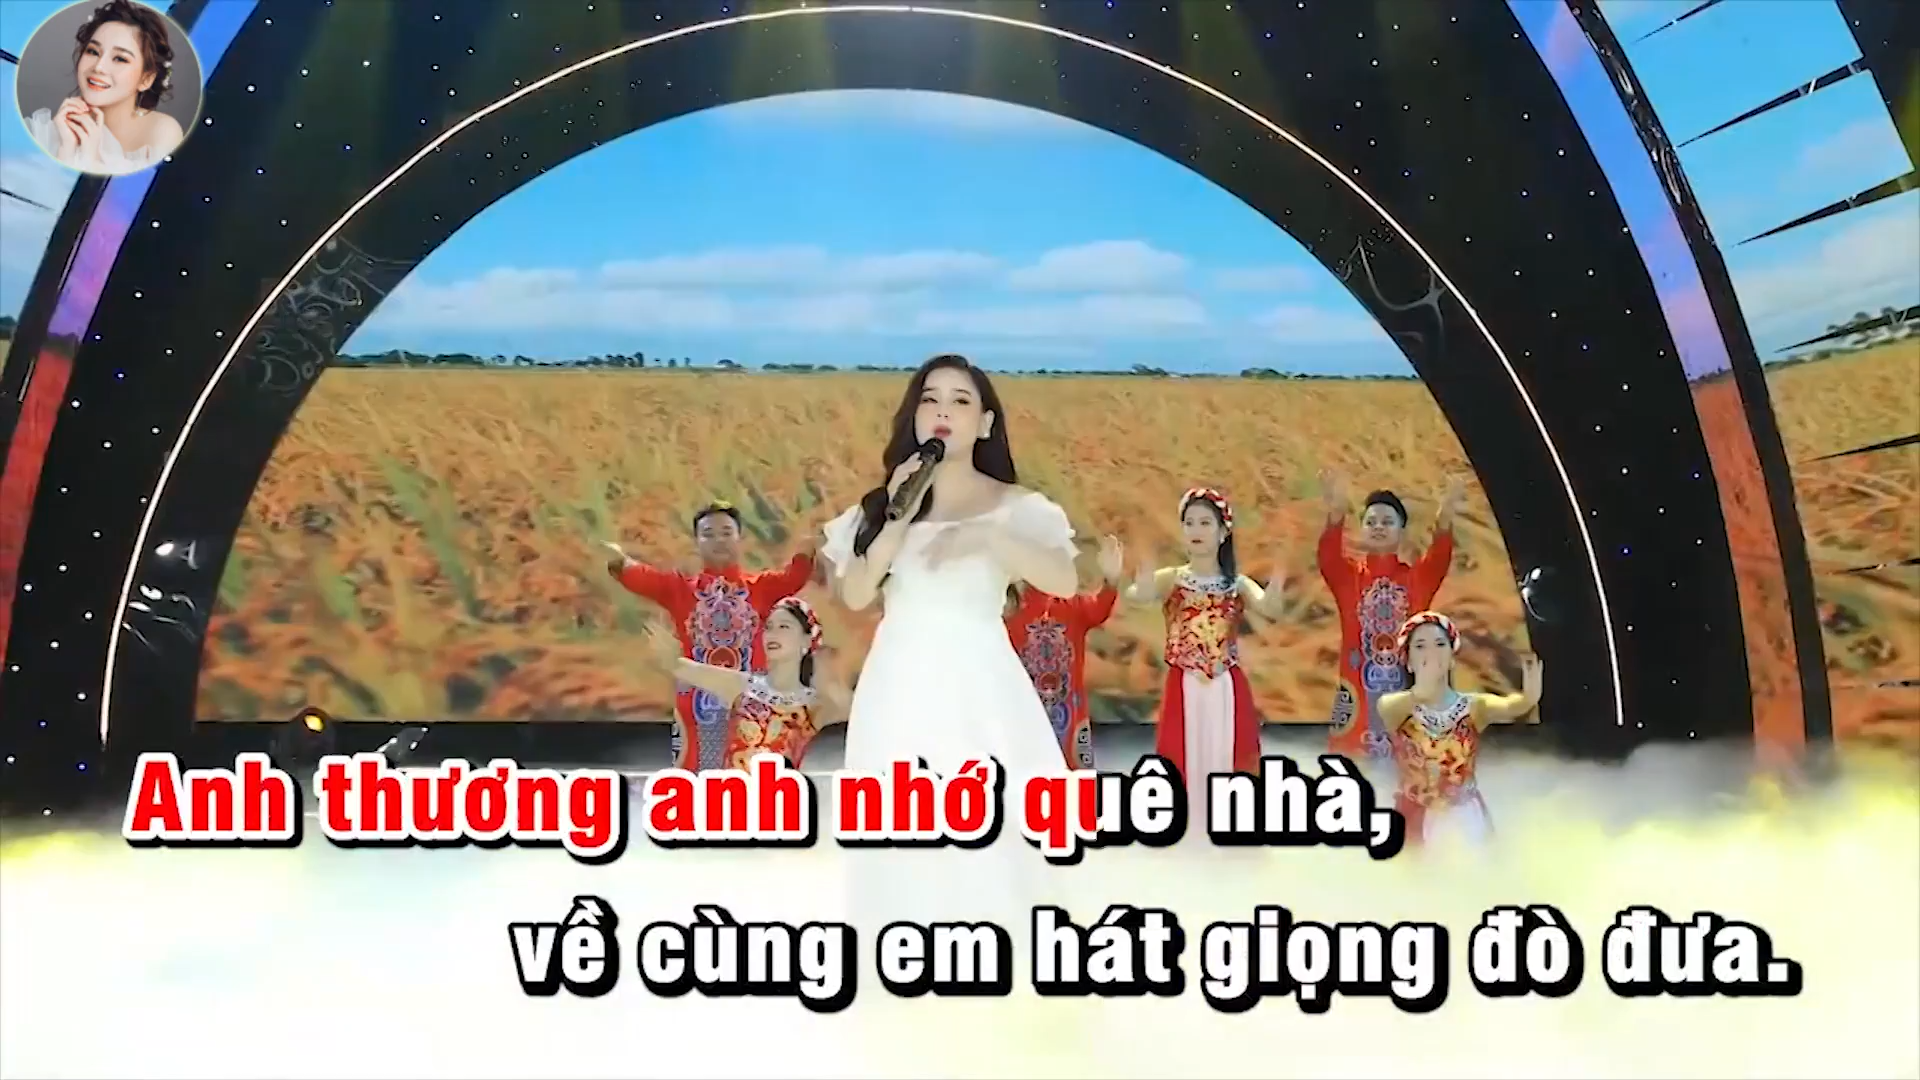 Anh thương anh nhớ quê nhà,
về cùng em hát giọng đò đưa.